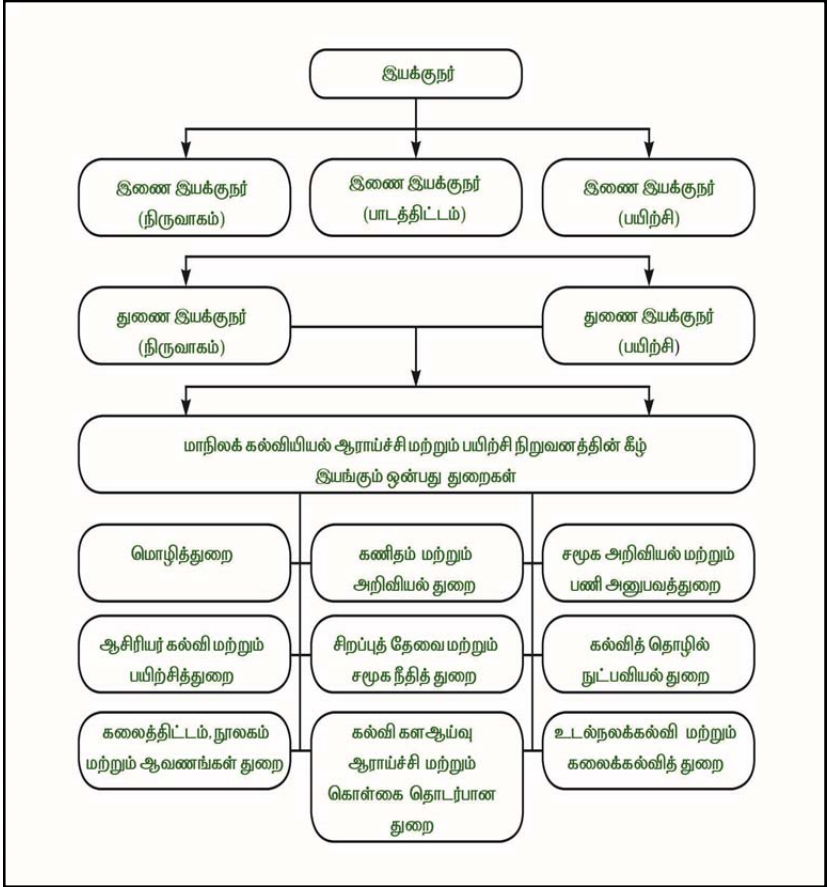 இயக்குநர்
இணை இயக்குநர்
(நிருவாகம்)
இணை இயக்குநர்
(பாடத்திட்டம்)
இணை இயக்குநர்
(பயிற்சி)
துணை இயக்குநர்
(நிருவாகம்)
துணை இயக்குநர்
(பயிற்சி)
மாநிலக் கல்வியியல் ஆராய்ச்சி மற்றும் பயிற்சி நிறுவனத்தின் கீழ்
இயங்கும் ஒன்பது துறைகள்
மொழித்துறை
கணிதம் மற்றும்
அறிவியல் துறை
சமூக அறிவியல் மற்றும்
பணி அனுபவத்துறை
ஆசிரியர் கல்வி மற்றும்
பயிற்சித்துறை
சிறப்புத் தேவை மற்றும்
சமூக நீதித் துறை
கல்வித் தொழில்
நுட்பவியல் துறை
கலைத்திட்டம், நூலகம்
மற்றும் ஆவணங்கள் துறை
கல்வி களஆய்வு
ஆராய்ச்சி மற்றும்
கொள்கை தொடர்பான
துறை
உடல்நலக்கல்வி மற்றும்
கலைக்கல்வித் துறை